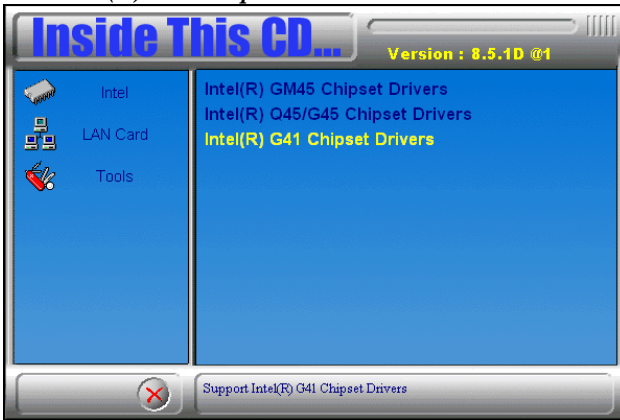 Inside This CD...
Version : 8.5.1D @1
Intel
LAN Card
Tools
Intel(R) GM45 Chipset Drivers
Intel(R) Q45/G45 Chipset Drivers
Intel(R) G41 Chipset Drivers
Support Intel(R) G41 Chipset Drivers